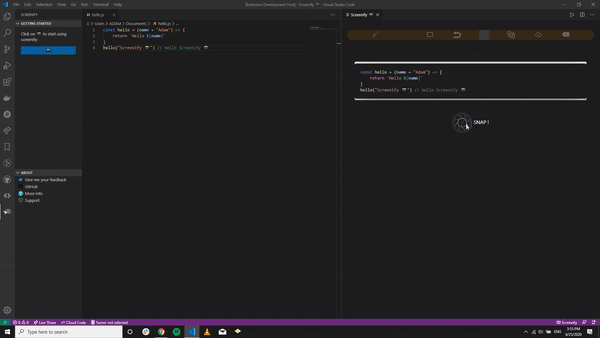 File Edit Selection View Go Run Terminal Help
[Extension Development Host] - Screenify - Visual Studio Code
SCREENIFY
GETTING STARTED
Click on to start using
screenify
ABOUT
Give me your feedback
GitHub
More info
Support
hello.js
C: > Users > Documents > hello.js > ...
1 const hello = (name = "Adam") => {
2 return `Hello ${name}`
3 }
4 hello("Screenify") // Hello Screenify
Screenify
const hello = (name = "Adam") => {
return `Hello ${name}`
}
hello("Screenify") // Hello Screenify
SNAP !
0 0 Live Share Cloud Code Server not selected
Screenify
Type here to search
ENG
3:55 PM
4/25/2020